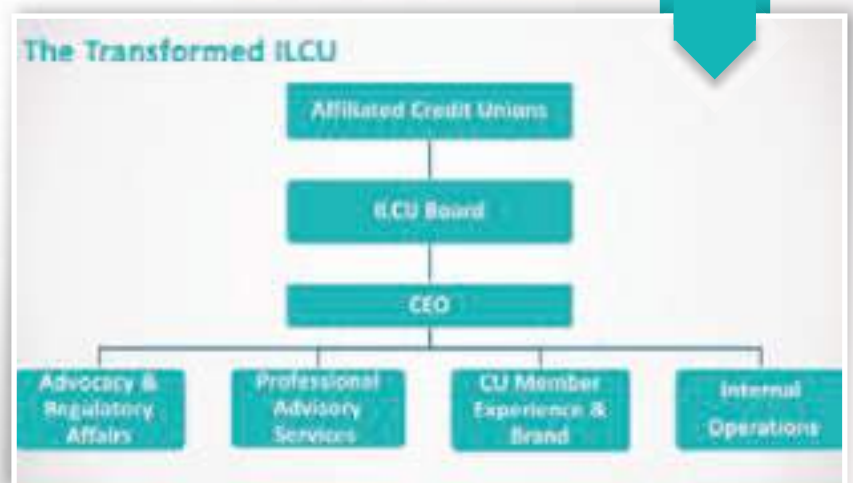 The Transformed ILCU
Affiliated Credit Unions
ILCU Board
CEO
Advocacy &
Regulatory
Affairs
Professional
Advisory
Services
CU Member
Experience &
Brand
Internal
Operations